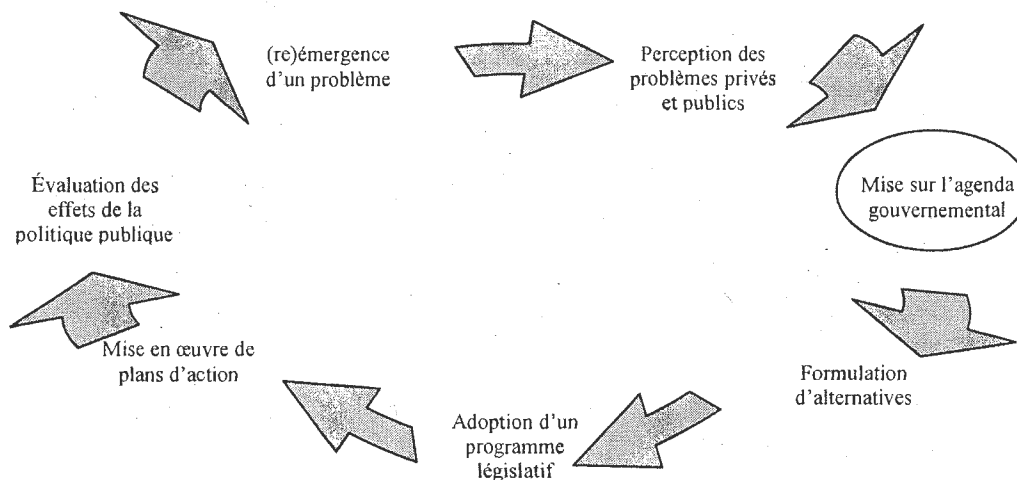 (re)émergence
d'un problème
Perception des
problèmes privés
et publics
Mise sur l'agenda
gouvernemental
Formulation
d'alternatives
Adoption d'un
programme
législatif
Mise en œuvre de
plans d'action
Évaluation des
effets de la
politique publique